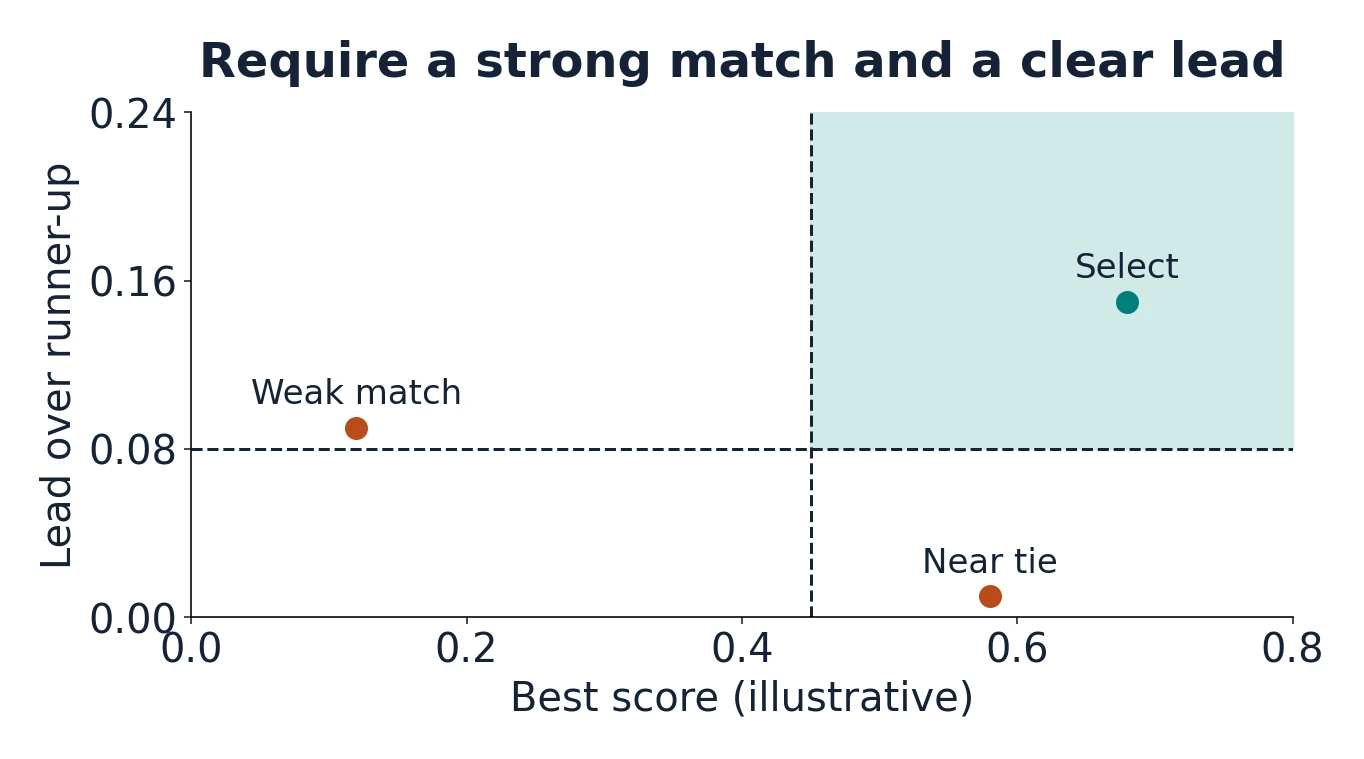 Require a strong match and a clear lead
0.24
0.16
0.08
0.00
Lead over runner-up
Select
Weak match
Near tie
0.0 0.2 0.4 0.6 0.8
Best score (illustrative)